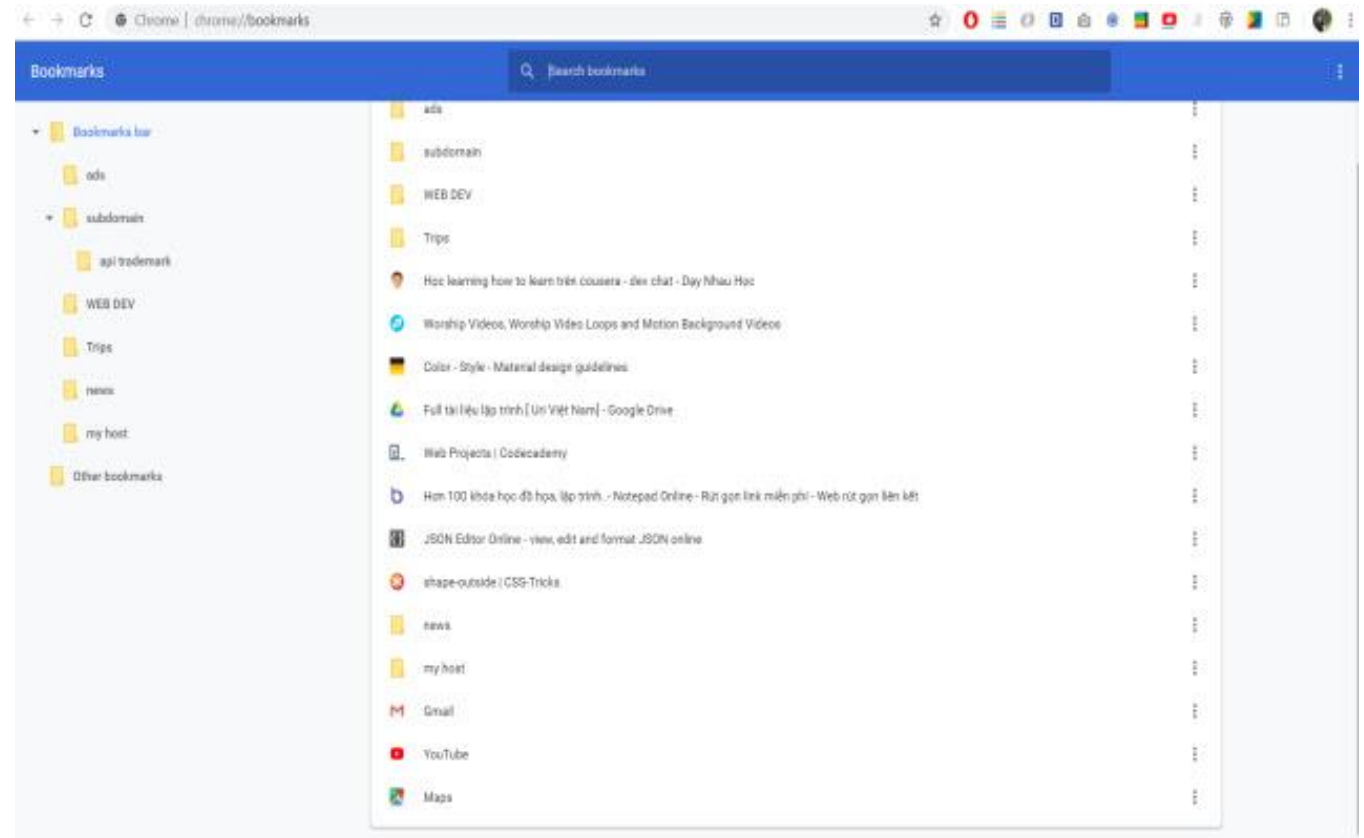 Chrome | chrome://bookmarks
Bookmarks
Search bookmarks
Bookmarks bar
ads
subdomain
api trademark
WEB DEV
Trips
news
my host
Other bookmarks
ads
subdomain
WEB DEV
Trips
Học learning how to learn trên cousera - dev chat - Dạy Nhau Học
Worship Videos, Worship Video Loops and Motion Background Videos
Color - Style - Material design guidelines
Full tài liệu lập trình [ Uri Việt Nam] - Google Drive
Web Projects | Codecademy
Hơn 100 khóa học đồ họa, lập trình.. - Notepad Online - Rút gọn link miễn phí - Web rút gọn liên kết
JSON Editor Online - view, edit and format JSON online
shape-outside | CSS-Tricks
news
my host
Gmail
YouTube
Maps